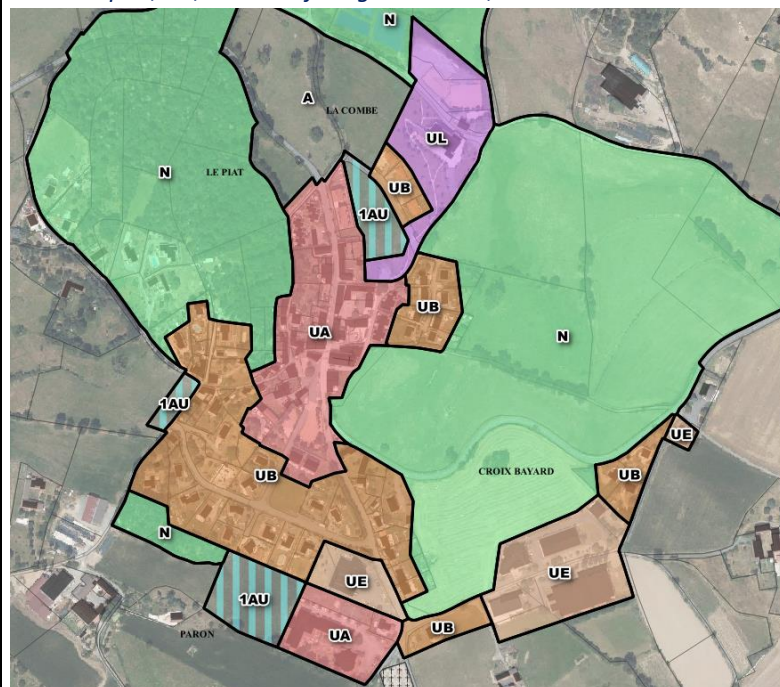 N
A
LA COMBE
UL
N
LE PIAT
UB
1AU
UB
UA
N
1AU
UE
CROIX BAYARD
UB
UB
N
UE
UE
1AU
UA
UB
PARON